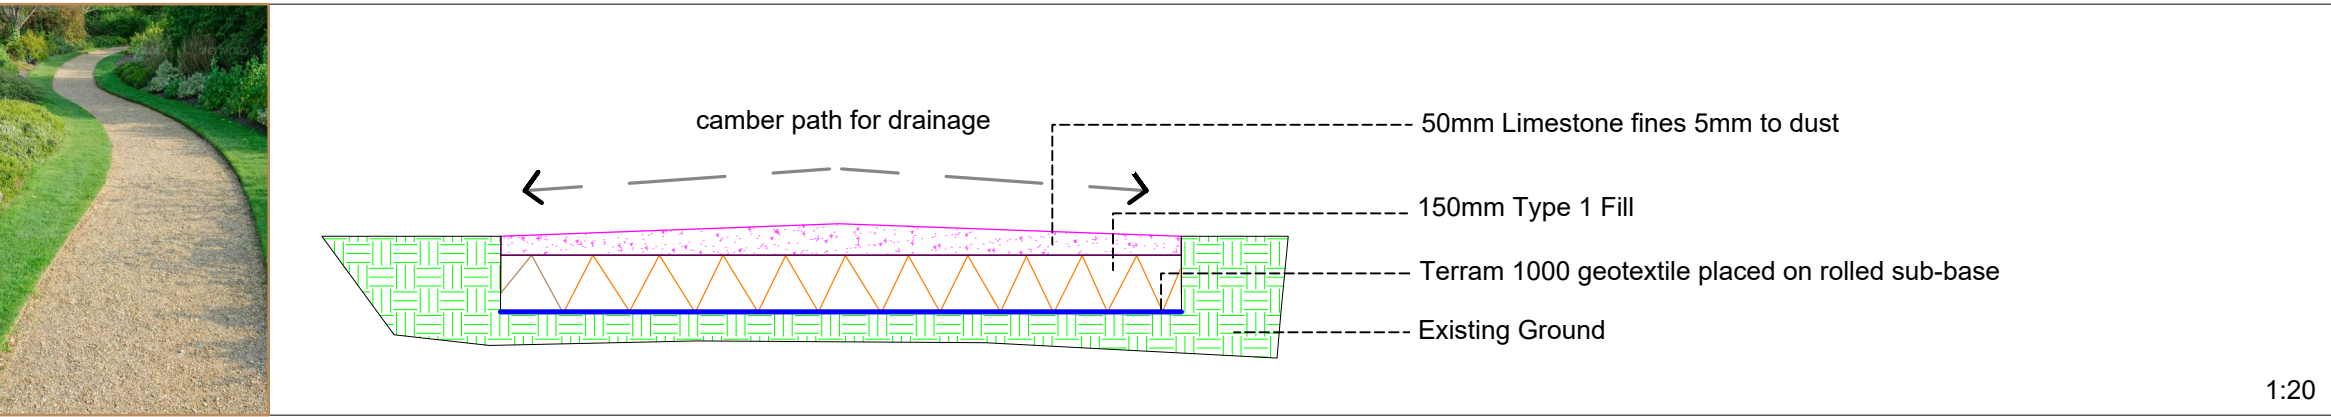 camber path for drainage
50mm Limestone fines 5mm to dust
150mm Type 1 Fill
Terram 1000 geotextile placed on rolled sub-base
Existing Ground
1:20